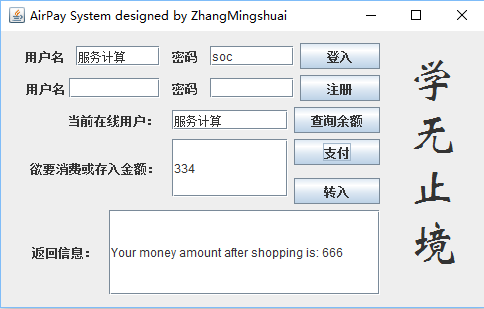 AirPay System designed by ZhangMingshuai
用户名 服务计算 密码 soc 登入
用户名 密码 注册
当前在线用户： 服务计算 查询余额
欲要消费或存入金额： 334 支付
转入
返回信息： Your money amount after shopping is: 666
学无止境